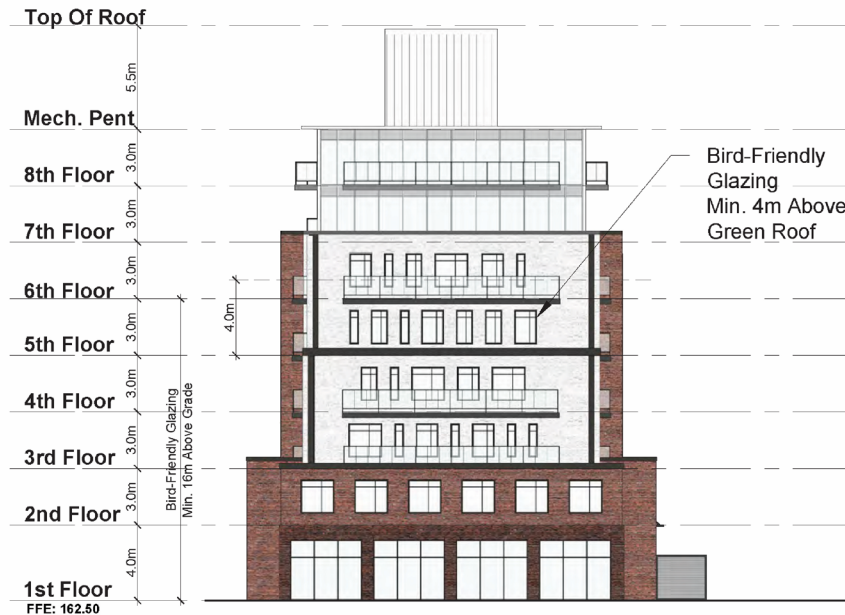 Top Of Roof
5.5m
Mech. Pent
3.0m
8th Floor
3.0m
7th Floor
3.0m
6th Floor
3.0m
5th Floor
3.0m
4th Floor
3.0m
3rd Floor
3.0m
2nd Floor
4.0m
1st Floor
FFE: 162.50
Bird-Friendly Glazing
Min. 16m Above Grade
4.0m
Bird-Friendly
Glazing
Min. 4m Above
Green Roof